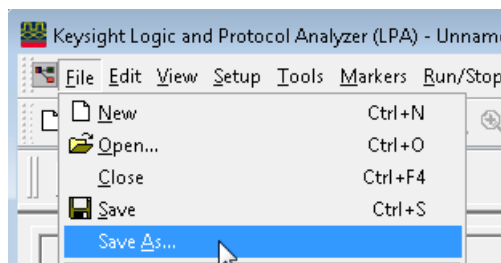 Keysight Logic and Protocol Analyzer (LPA) - Unname
File Edit View Setup Tools Markers Run/Stop
New Ctrl+N
Open... Ctrl+O
Close Ctrl+F4
Save Ctrl+S
Save As...